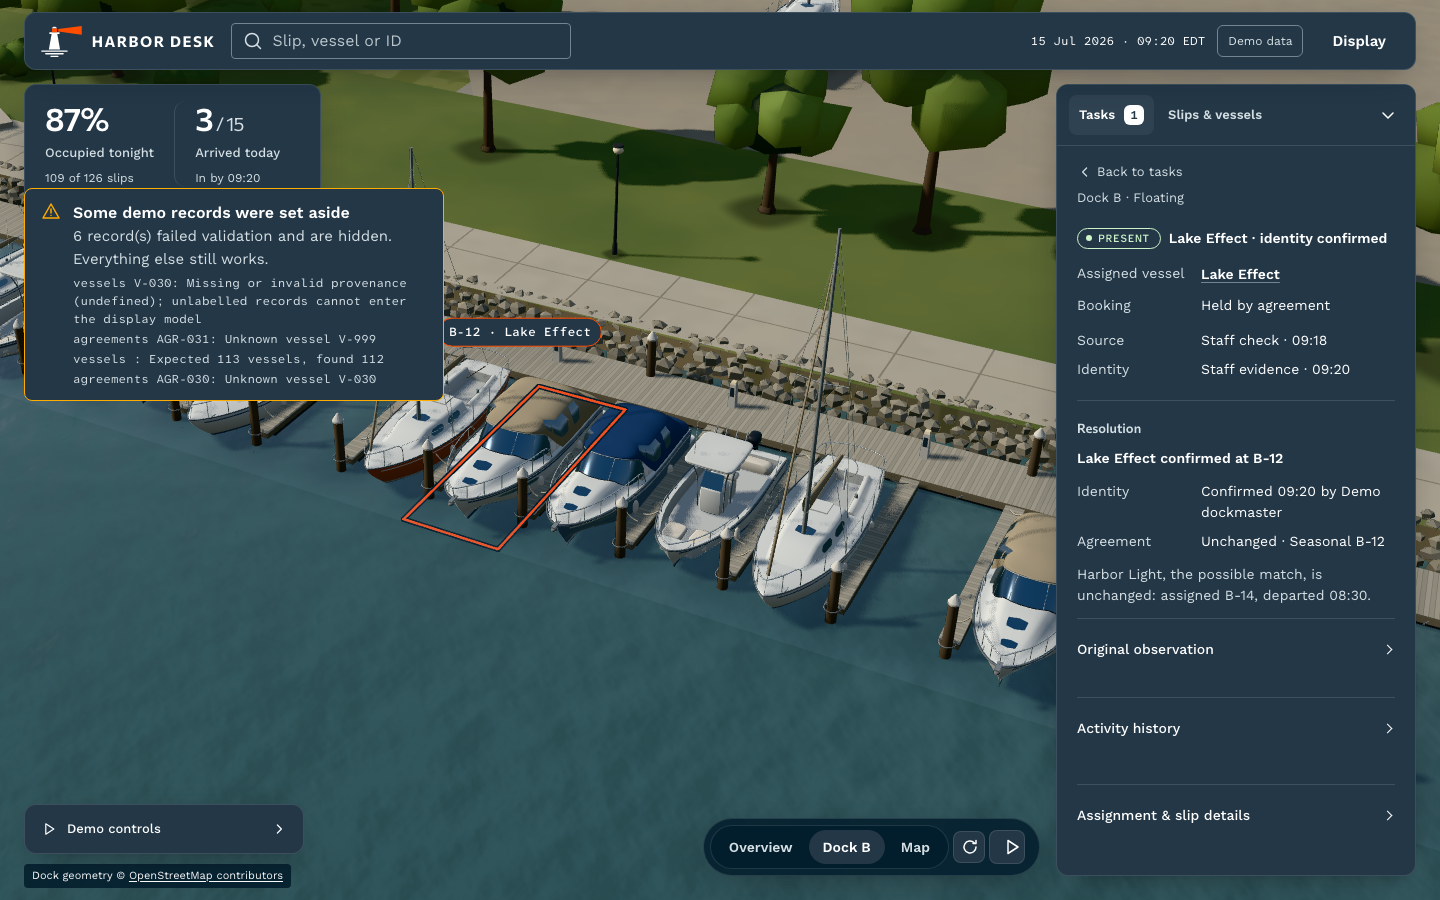 HARBOR DESK
Slip, vessel or ID
15 Jul 2026 · 09:20 EDT
Demo data
Display
87%
Occupied tonight
109 of 126 slips
3/15
Arrived today
In by 09:20
Some demo records were set aside
6 record(s) failed validation and are hidden.
Everything else still works.
vessels V-030: Missing or invalid provenance
(undefined); unlabelled records cannot enter
the display model
agreements AGR-031: Unknown vessel V-999
vessels : Expected 113 vessels, found 112
agreements AGR-030: Unknown vessel V-030
B-12 · Lake Effect
Tasks 1
Slips & vessels
Back to tasks
Dock B · Floating
PRESENT
Lake Effect · identity confirmed
Assigned vessel Lake Effect
Booking Held by agreement
Source Staff check · 09:18
Identity Staff evidence · 09:20
Resolution
Lake Effect confirmed at B-12
Identity Confirmed 09:20 by Demo
dockmaster
Agreement Unchanged · Seasonal B-12
Harbor Light, the possible match, is
unchanged: assigned B-14, departed 08:30.
Original observation
Activity history
Assignment & slip details
Demo controls
Dock geometry © OpenStreetMap contributors
Overview
Dock B
Map